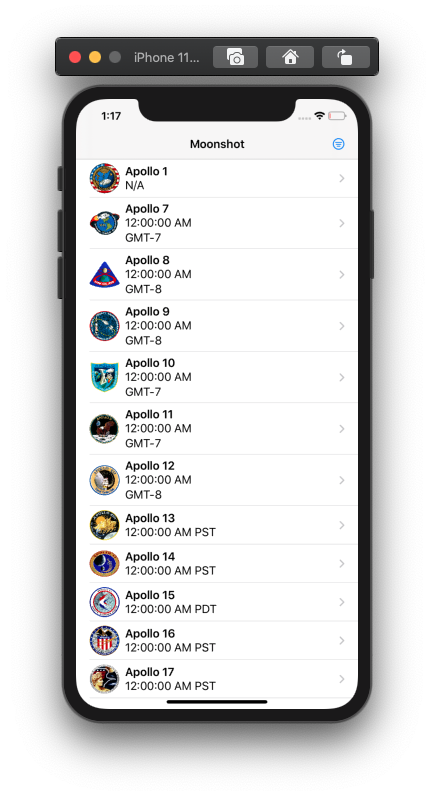 iPhone 11...
1:17
Moonshot
Apollo 1
N/A
Apollo 7
12:00:00 AM
GMT-7
Apollo 8
12:00:00 AM
GMT-8
Apollo 9
12:00:00 AM
GMT-8
Apollo 10
12:00:00 AM
GMT-7
Apollo 11
12:00:00 AM
GMT-7
Apollo 12
12:00:00 AM
GMT-8
Apollo 13
12:00:00 AM PST
Apollo 14
12:00:00 AM PST
Apollo 15
12:00:00 AM PDT
Apollo 16
12:00:00 AM PST
Apollo 17
12:00:00 AM PST